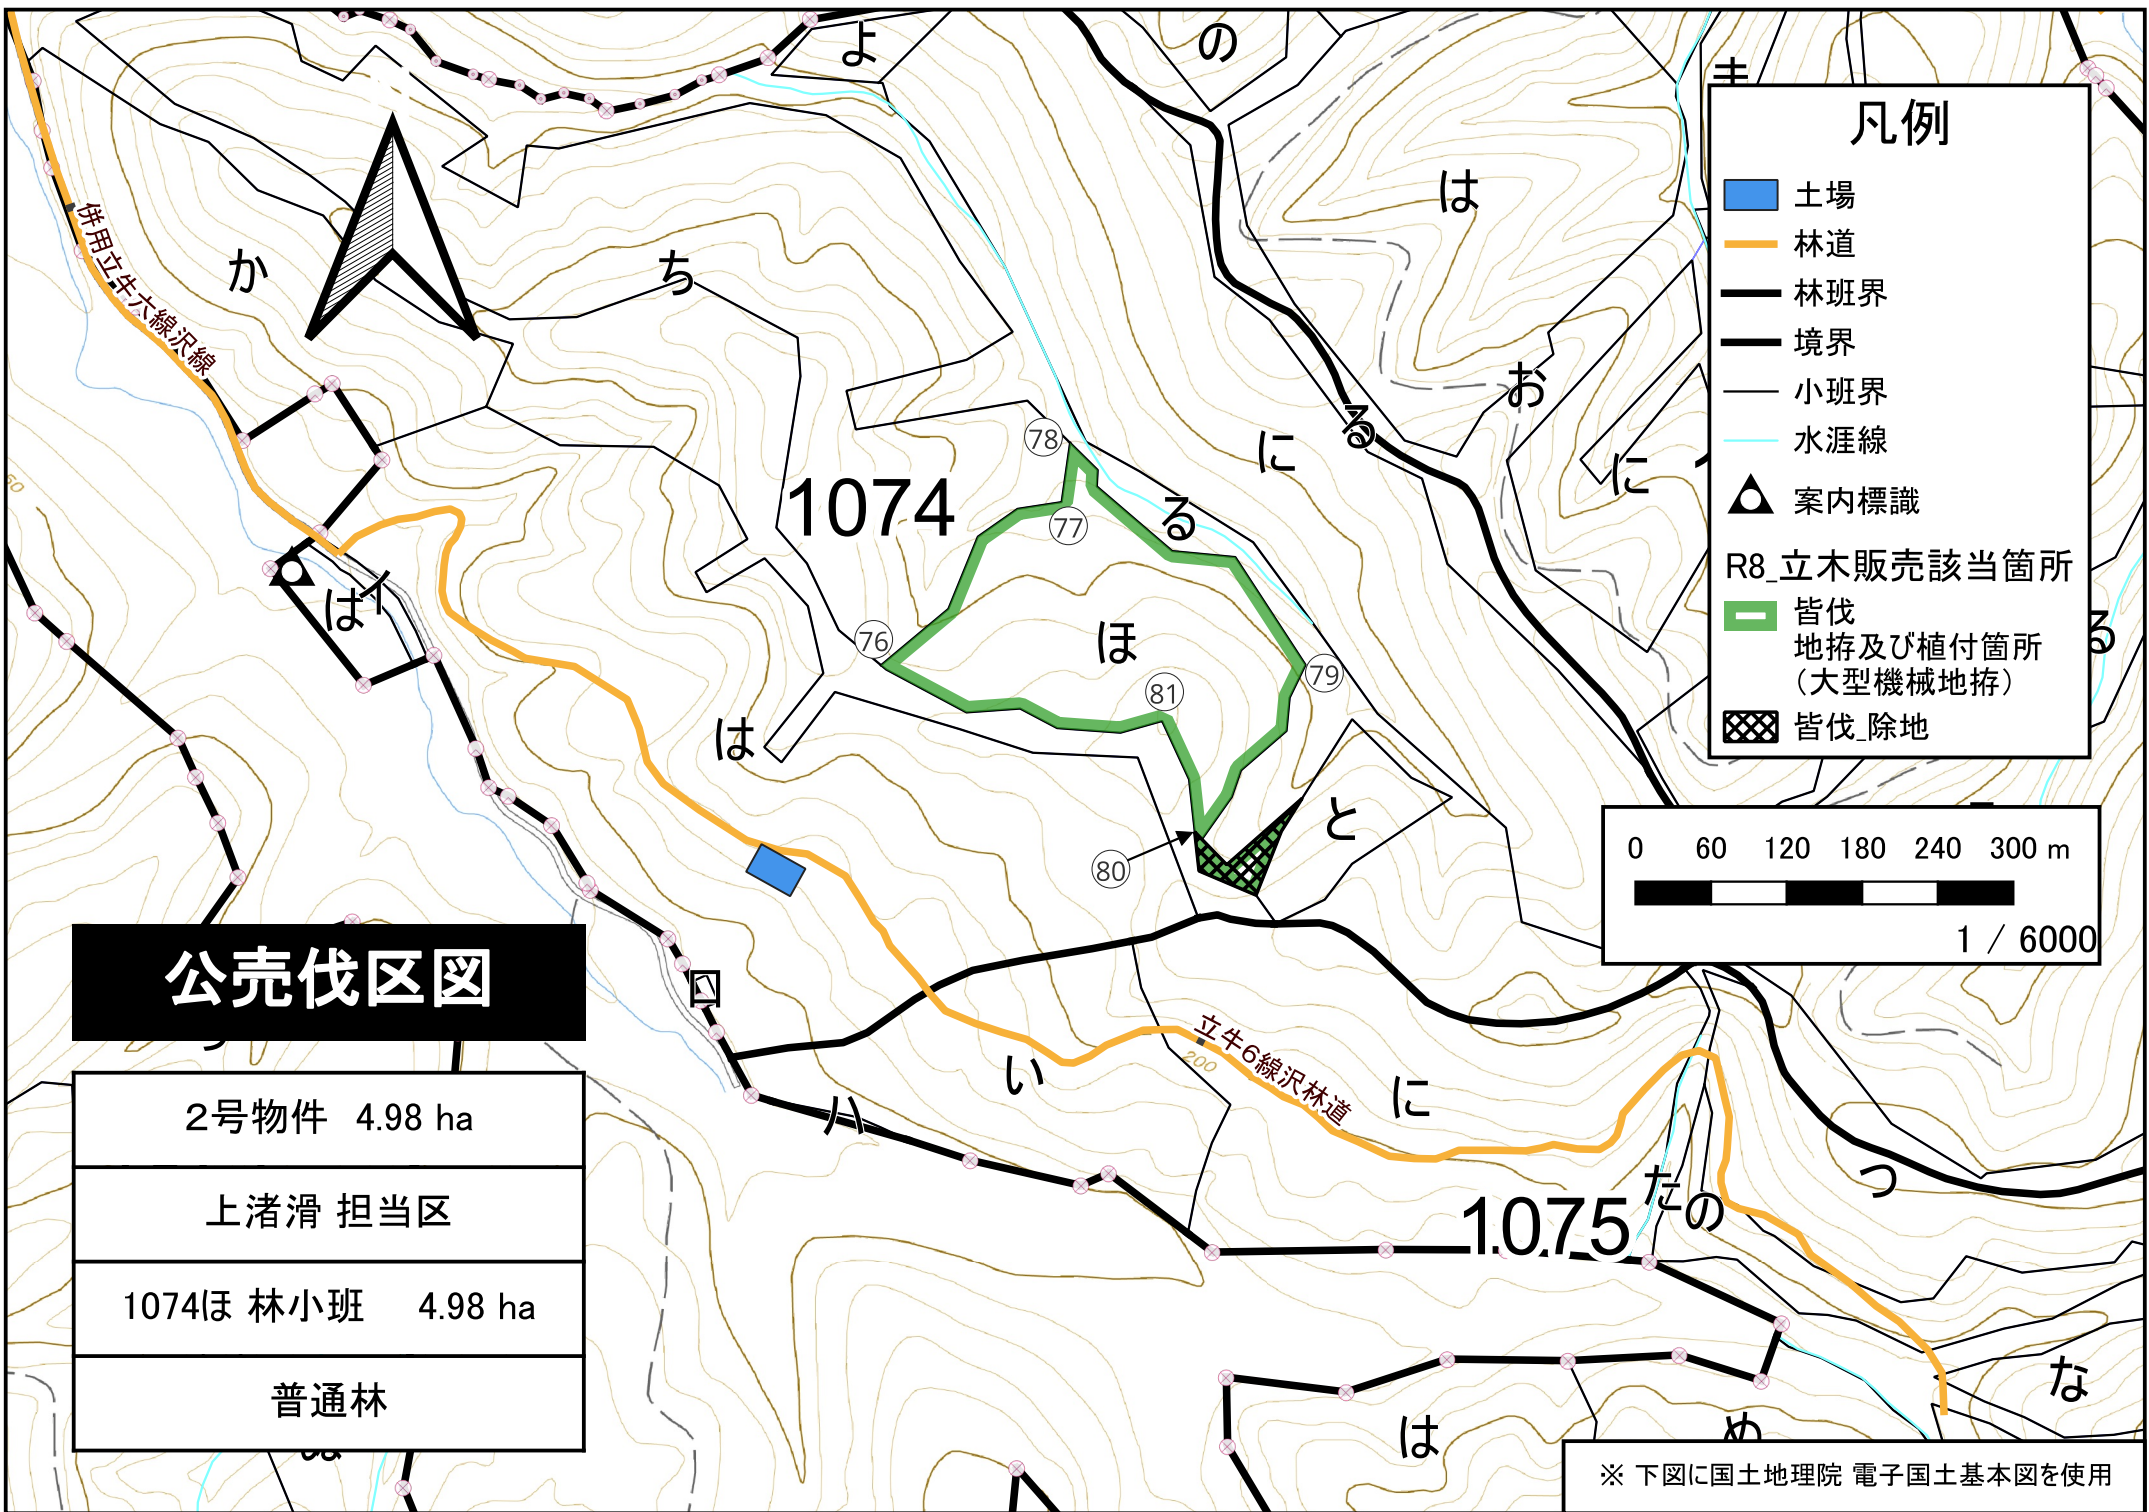 よ
の
は
か
ち
併用立牛六線沢線
お
に
る
に
1074
78
77
る
76
ほ
79
81
は
イ
は
と
80
ロ
い
立牛6線沢林道
200
に
ハ
1075
た
の
つ
な
は
め
る
凡例
土場
林道
林班界
境界
小班界
水涯線
案内標識
R8_立木販売該当箇所
皆伐
地拵及び植付箇所
（大型機械地拵）
皆伐_除地
0 60 120 180 240 300 m
1 / 6000
公売伐区図
2号物件 4.98 ha
上渚滑 担当区
1074ほ 林小班 4.98 ha
普通林
※ 下図に国土地理院 電子国土基本図を使用